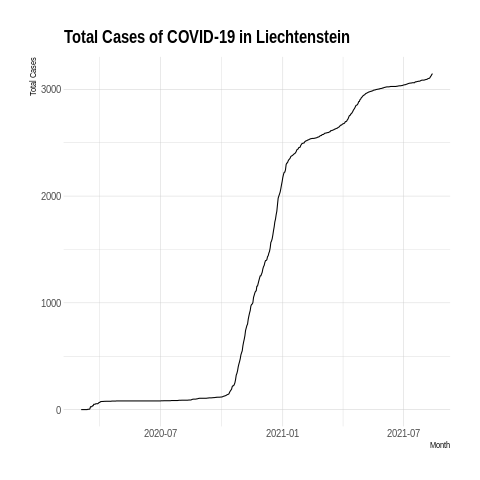 Total Cases of COVID-19 in Liechtenstein
Total Cases
3000
2000
1000
0
2020-07 2021-01 2021-07
Month